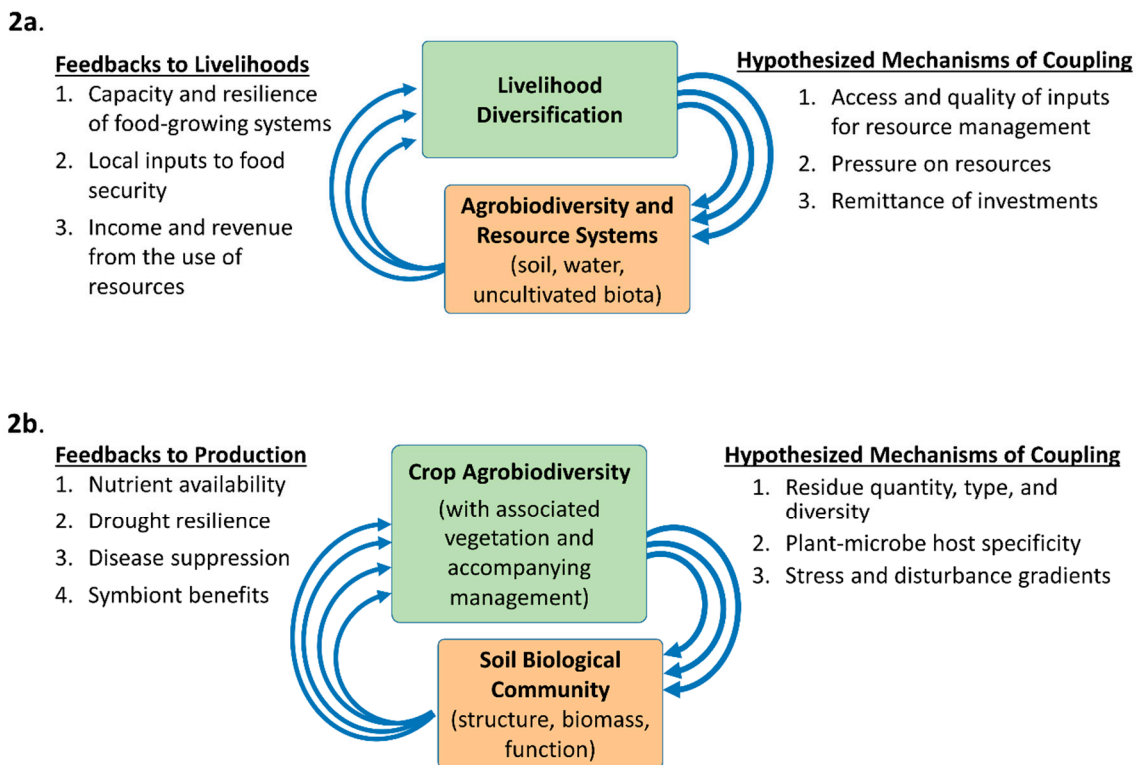 2a.
Feedbacks to Livelihoods
1. Capacity and resilience
of food-growing systems
2. Local inputs to food
security
3. Income and revenue
from the use of
resources
Livelihood
Diversification
Agrobiodiversity and
Resource Systems
(soil, water,
uncultivated biota)
Hypothesized Mechanisms of Coupling
1. Access and quality of inputs
for resource management
2. Pressure on resources
3. Remittance of investments
2b.
Feedbacks to Production
1. Nutrient availability
2. Drought resilience
3. Disease suppression
4. Symbiont benefits
Crop Agrobiodiversity
(with associated
vegetation and
accompanying
management)
Soil Biological
Community
(structure, biomass,
function)
Hypothesized Mechanisms of Coupling
1. Residue quantity, type, and
diversity
2. Plant-microbe host specificity
3. Stress and disturbance gradients